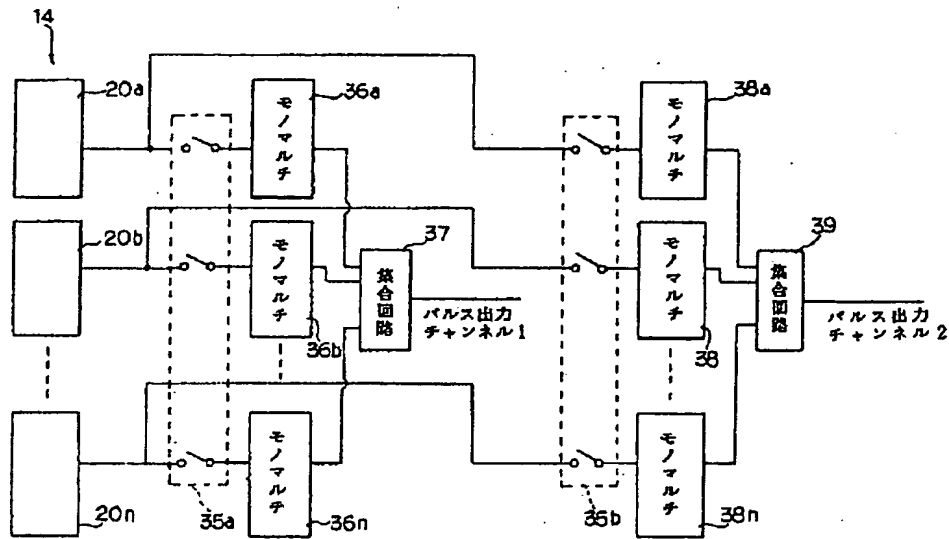 14
20a
36a
38a
モノマルチ
モノマルチ
20b
37
39
モノマルチ
集合回路
モノマルチ
集合回路
パルス出力
チャンネル1
パルス出力
チャンネル2
36b
38
モノマルチ
モノマルチ
20n
35a
36n
35b
38n